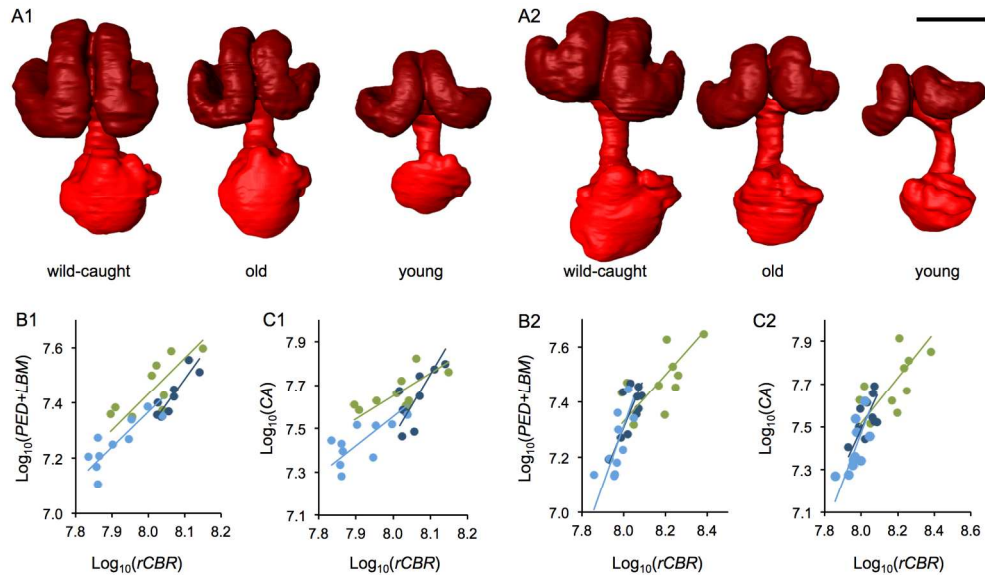 A1
A2
wild-caught old young wild-caught old young
B1 C1 B2 C2
Log10(PED+LBM)
7.6
7.4
7.2
7.0
7.8 7.9 8.0 8.1 8.2
Log10(rCBR)
Log10(CA)
7.9
7.7
7.5
7.3
7.1
7.8 7.9 8.0 8.1 8.2
Log10(rCBR)
Log10(PED+LBM)
7.6
7.4
7.2
7.0
7.8 8.0 8.2 8.4
Log10(rCBR)
Log10(CA)
7.9
7.7
7.5
7.3
7.1
7.8 8.0 8.2 8.4 8.6
Log10(rCBR)